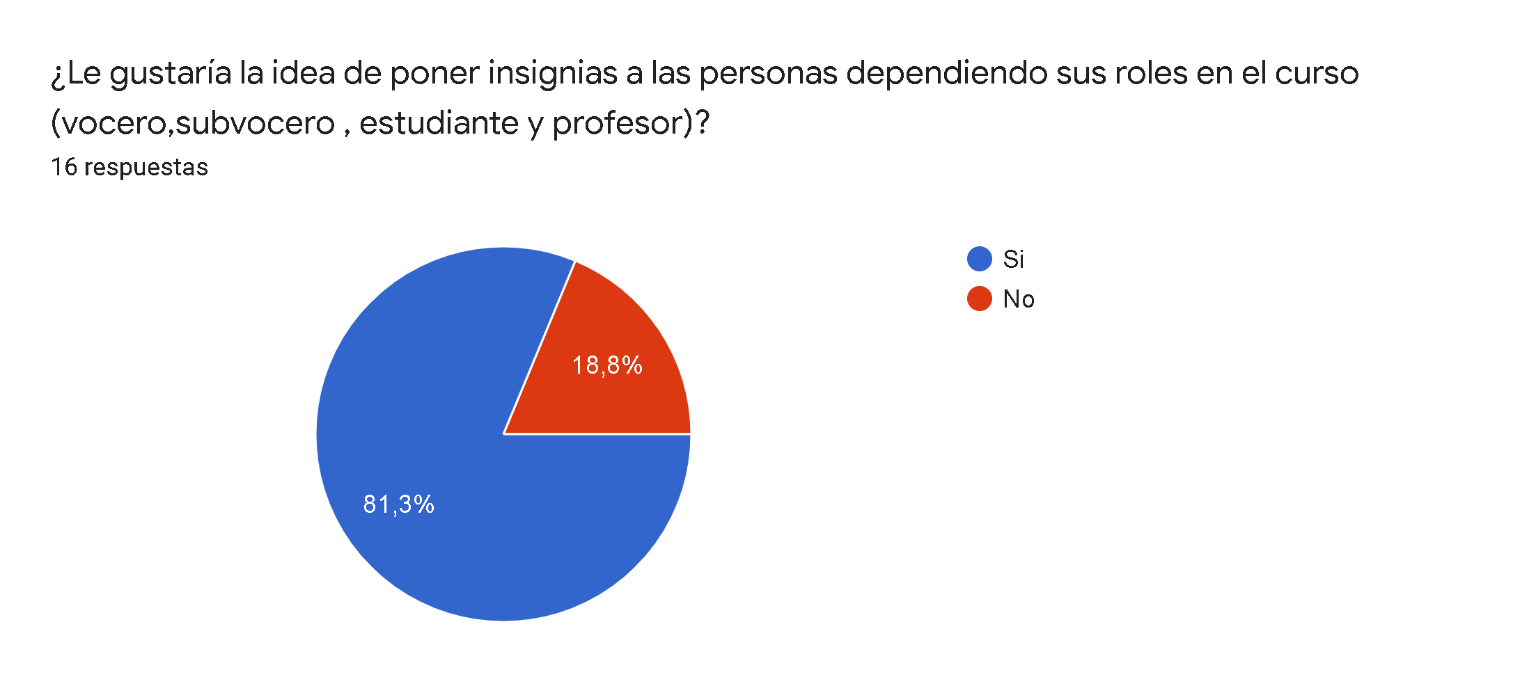 ¿Le gustaría la idea de poner insignias a las personas dependiendo sus roles en el curso
(vocero,subvocero , estudiante y profesor)?
16 respuestas
Si
No
18,8%
81,3%